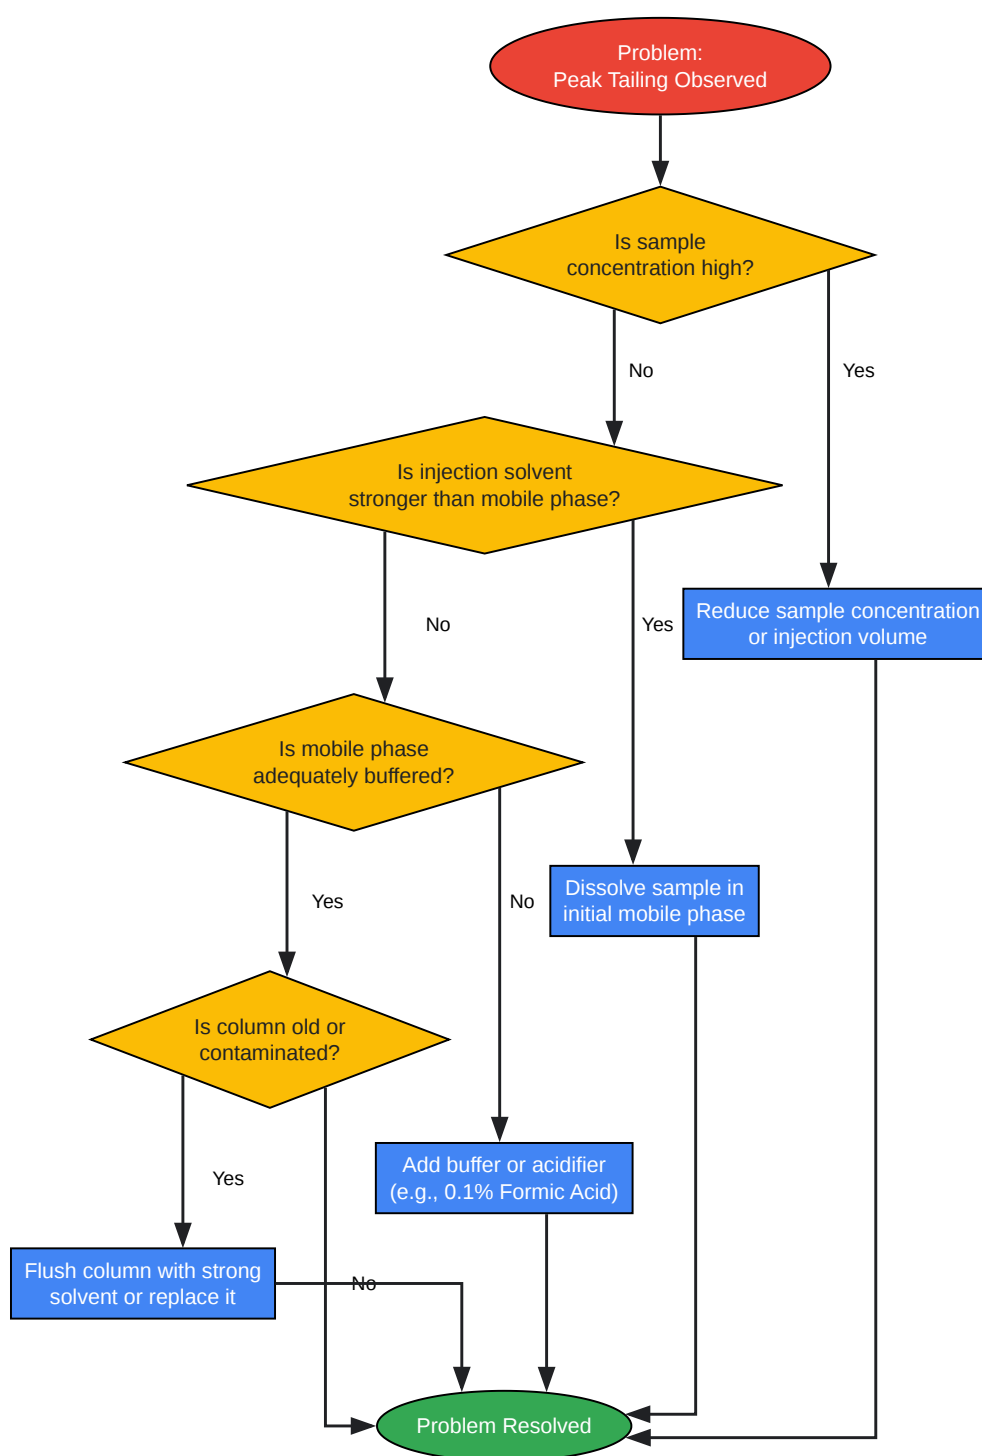 Problem:
Peak Tailing Observed
Is sample
concentration high?
No
Yes
Is injection solvent
stronger than mobile phase?
No
Yes
Reduce sample concentration
or injection volume
Is mobile phase
adequately buffered?
Yes
No
Dissolve sample in
initial mobile phase
Is column old or
contaminated?
Yes
Add buffer or acidifier
(e.g., 0.1% Formic Acid)
Flush column with strong
solvent or replace it
No
Problem Resolved